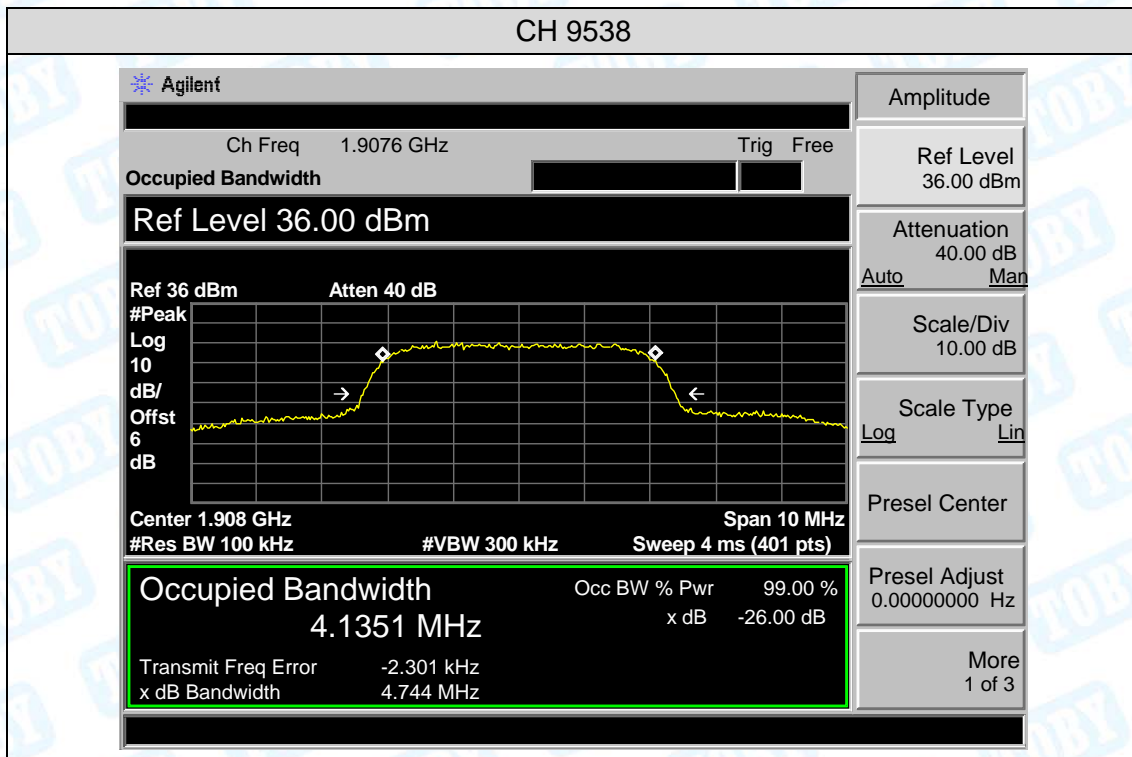 CH 9538
Agilent
Ch Freq 1.9076 GHz Trig Free
Occupied Bandwidth
Ref Level 36.00 dBm
Ref 36 dBm Atten 40 dB
#Peak
Log
10
dB/
Offst
6
dB
Center 1.908 GHz Span 10 MHz
#Res BW 100 kHz #VBW 300 kHz Sweep 4 ms (401 pts)
Occupied Bandwidth Occ BW % Pwr 99.00 %
4.1351 MHz x dB -26.00 dB
Transmit Freq Error -2.301 kHz
x dB Bandwidth 4.744 MHz
Amplitude
Ref Level
36.00 dBm
Attenuation
40.00 dB
Auto Man
Scale/Div
10.00 dB
Scale Type
Log Lin
Presel Center
Presel Adjust
0.00000000 Hz
More
1 of 3
TOBY